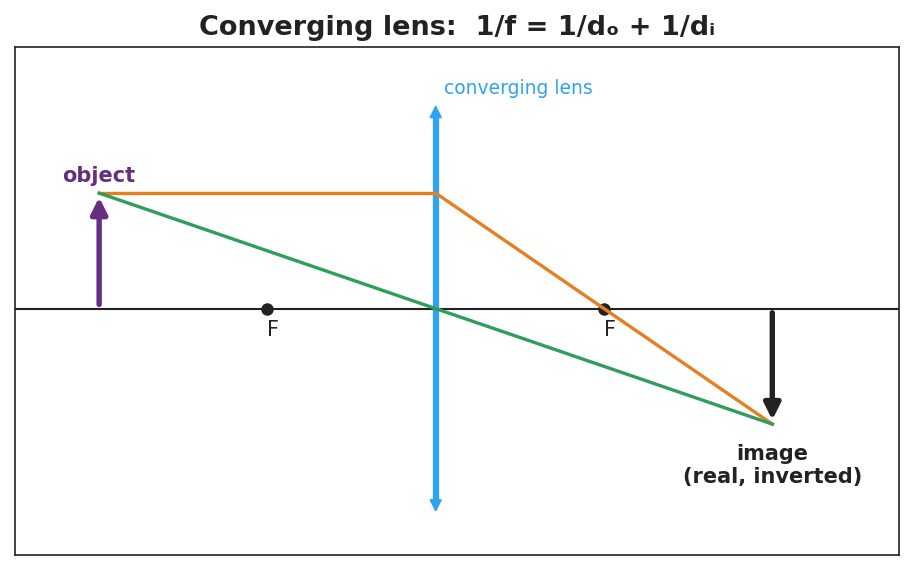 Converging lens:  1/f = 1/dₒ + 1/dᵢ
converging lens
object
F
F
image
(real, inverted)